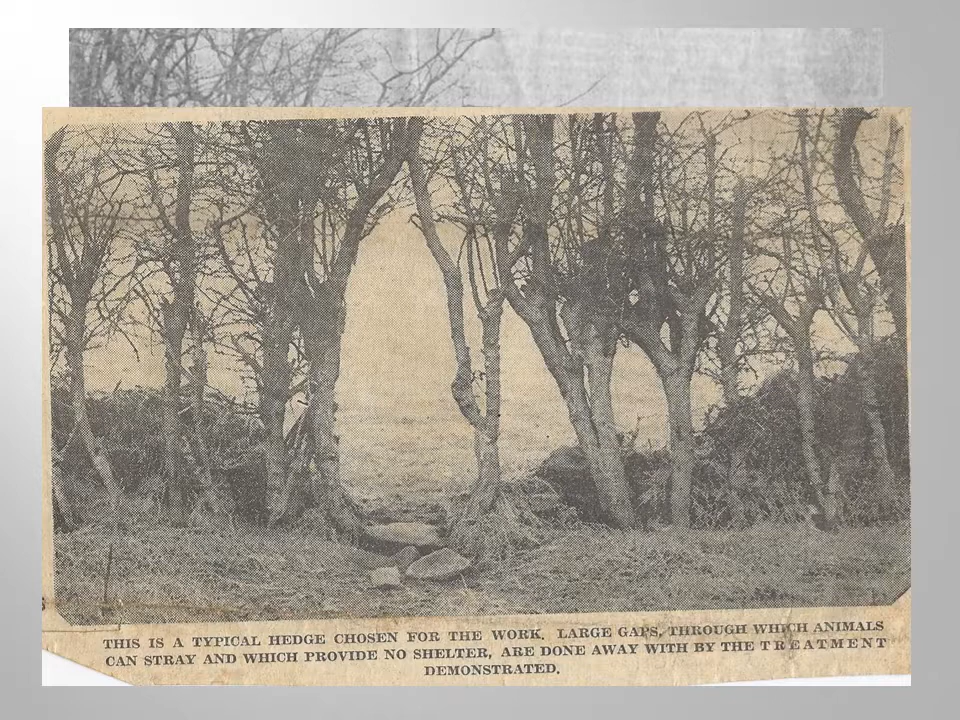 THIS IS A TYPICAL HEDGE CHOSEN FOR THE WORK. LARGE GAPS, THROUGH WHICH ANIMALS
CAN STRAY AND WHICH PROVIDE NO SHELTER, ARE DONE AWAY WITH BY THE TREATMENT
DEMONSTRATED.